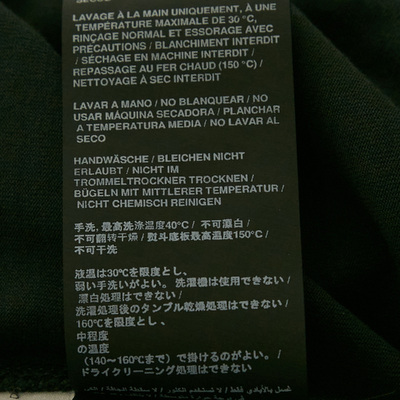 LAVAGE À LA MAIN UNIQUEMENT, À UNE
TEMPÉRATURE MAXIMALE DE 30 °C,
RINÇAGE NORMAL ET ESSORAGE AVEC
PRÉCAUTIONS / BLANCHIMENT INTERDIT
/ SÉCHAGE EN MACHINE INTERDIT /
REPASSAGE AU FER CHAUD (150 °C) /
NETTOYAGE À SEC INTERDIT
LAVAR A MANO / NO BLANQUEAR / NO
USAR MÁQUINA SECADORA / PLANCHAR
A TEMPERATURA MEDIA / NO LAVAR AL
SECO
HANDWÄSCHE / BLEICHEN NICHT
ERLAUBT / NICHT IM
TROMMELTROCKNER TROCKNEN /
BÜGELN MIT MITTLERER TEMPERATUR /
NICHT CHEMISCH REINIGEN
手洗, 最高洗涤温度40°C / 不可漂白 /
不可翻转干燥 / 熨斗底板最高温度150°C /
不可干洗
液温は30℃を限度とし、
弱い手洗いがよい。洗濯機は使用できない /
漂白処理はできない /
洗濯処理後のタンブル乾燥処理はできない /
160℃を限度とし、
中程度
の温度
(140〜160℃まで) で掛けるのがよい。/
ドライクリーニング処理はできない